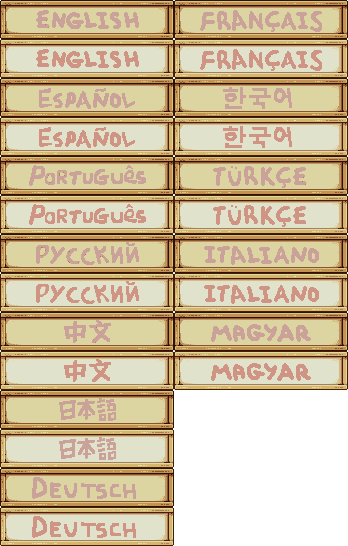 ENGLISH FRANÇAIS
ENGLISH FRANÇAIS
ESPAÑOL 한국어
ESPAÑOL 한국어
PORTUGUÊS TÜRKÇE
PORTUGUÊS TÜRKÇE
РУССКИЙ ITALIANO
РУССКИЙ ITALIANO
中文 MAGYAR
中文 MAGYAR
日本語
日本語
DEUTSCH
DEUTSCH